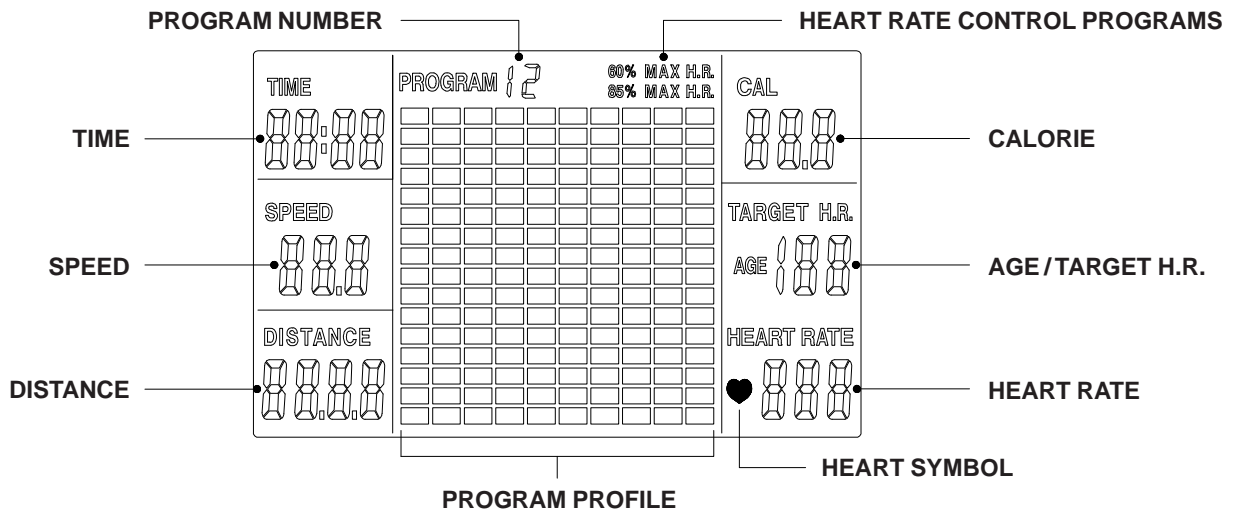 PROGRAM NUMBER
HEART RATE CONTROL PROGRAMS
TIME
PROGRAM 12
60% MAX H.R.
85% MAX H.R.
CAL
TIME
88:88
88.8
CALORIE
SPEED
TARGET H.R.
SPEED
88.8
AGE 188
AGE / TARGET H.R.
DISTANCE
HEART RATE
DISTANCE
88.8.8
888
HEART RATE
HEART SYMBOL
PROGRAM PROFILE